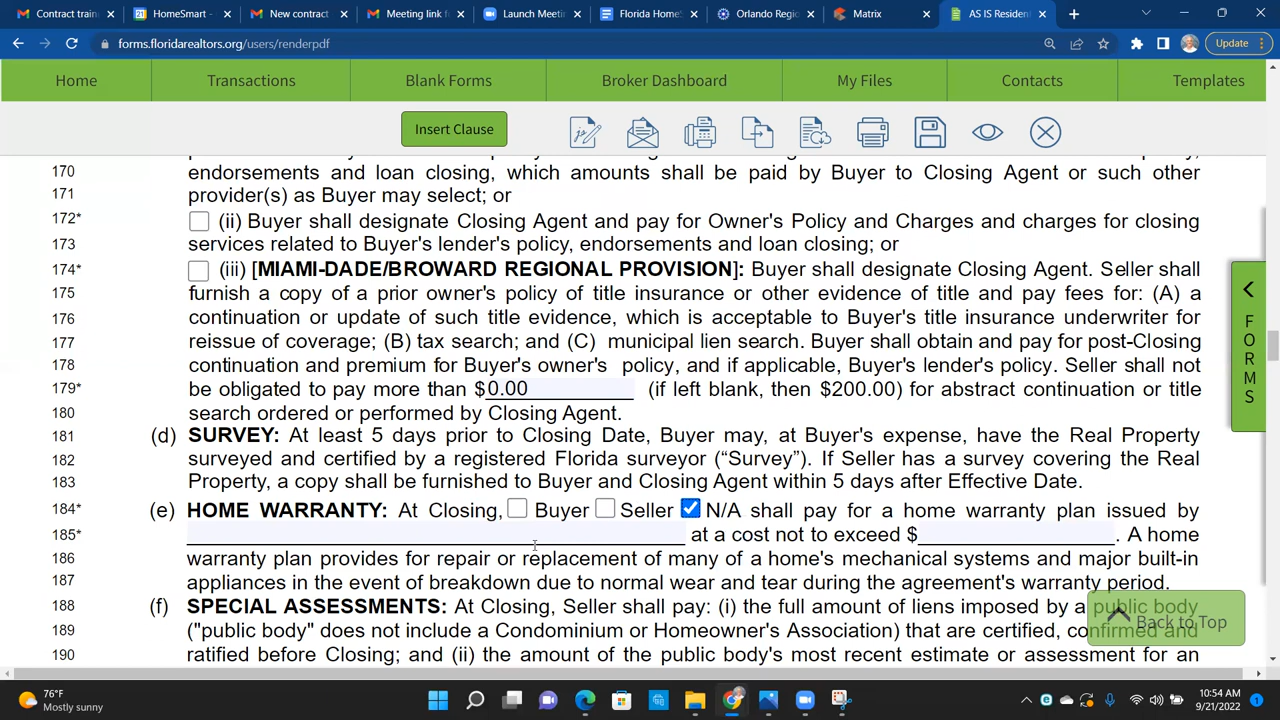 Contract train
HomeSmart -
New contract
Meeting link f
Launch Meeti
Florida HomeS
Orlando Regio
Matrix
AS IS Residen
forms.floridarealtors.org/users/renderpdf
Update
Home
Transactions
Blank Forms
Broker Dashboard
My Files
Contacts
Templates
Insert Clause
170 endorsements and loan closing, which amounts shall be paid by Buyer to Closing Agent or such other
171 provider(s) as Buyer may select; or
172* (ii) Buyer shall designate Closing Agent and pay for Owner's Policy and Charges and charges for closing
173 services related to Buyer's lender's policy, endorsements and loan closing; or
174* (iii) [MIAMI-DADE/BROWARD REGIONAL PROVISION]: Buyer shall designate Closing Agent. Seller shall
175 furnish a copy of a prior owner's policy of title insurance or other evidence of title and pay fees for: (A) a
176 continuation or update of such title evidence, which is acceptable to Buyer's title insurance underwriter for
177 reissue of coverage; (B) tax search; and (C) municipal lien search. Buyer shall obtain and pay for post-Closing
178 continuation and premium for Buyer's owner's policy, and if applicable, Buyer's lender's policy. Seller shall not
179* be obligated to pay more than $0.00 (if left blank, then $200.00) for abstract continuation or title
180 search ordered or performed by Closing Agent.
181 (d) SURVEY: At least 5 days prior to Closing Date, Buyer may, at Buyer's expense, have the Real Property
182 surveyed and certified by a registered Florida surveyor (“Survey”). If Seller has a survey covering the Real
183 Property, a copy shall be furnished to Buyer and Closing Agent within 5 days after Effective Date.
184* (e) HOME WARRANTY: At Closing, Buyer Seller N/A shall pay for a home warranty plan issued by
185* at a cost not to exceed $ . A home
186 warranty plan provides for repair or replacement of many of a home's mechanical systems and major built-in
187 appliances in the event of breakdown due to normal wear and tear during the agreement's warranty period.
188 (f) SPECIAL ASSESSMENTS: At Closing, Seller shall pay: (i) the full amount of liens imposed by a public body
189 ("public body" does not include a Condominium or Homeowner's Association) that are certified, confirmed and
190 ratified before Closing; and (ii) the amount of the public body's most recent estimate or assessment for an
FORMS
Back to Top
76°F
Mostly sunny
10:54 AM
9/21/2022
1